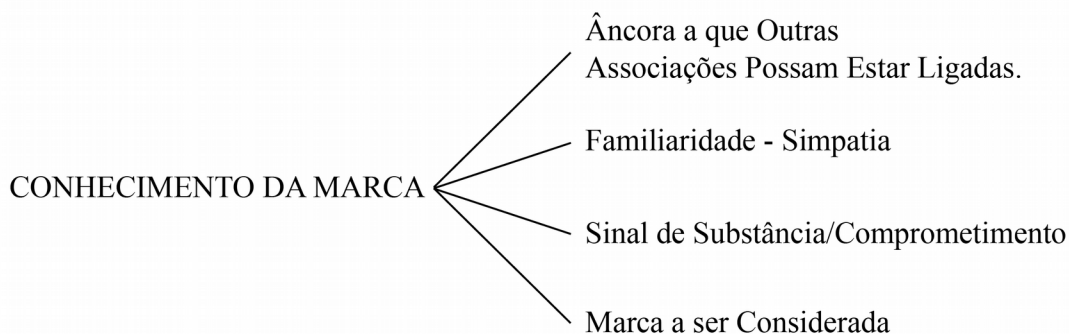 Âncora a que Outras
Associações Possam Estar Ligadas.
Familiaridade - Simpatia
CONHECIMENTO DA MARCA
Sinal de Substância/Comprometimento
Marca a ser Considerada